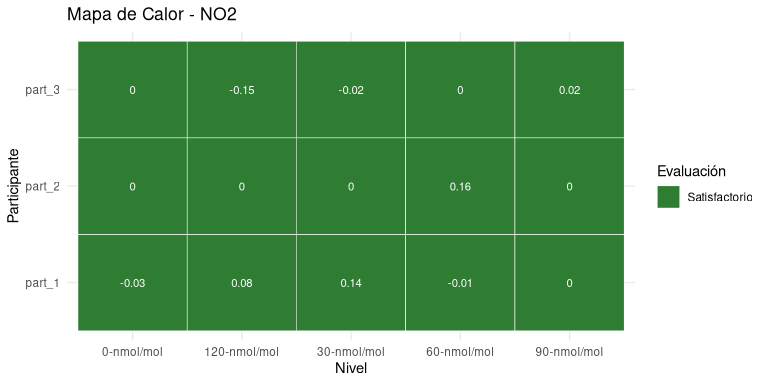 Mapa de Calor - NO2
part_3
0
-0.15
-0.02
0
0.02
part_2
0
0
0
0.16
0
part_1
-0.03
0.08
0.14
-0.01
0
0-nmol/mol
120-nmol/mol
30-nmol/mol
60-nmol/mol
90-nmol/mol
Nivel
Participante
Evaluación
Satisfactorio